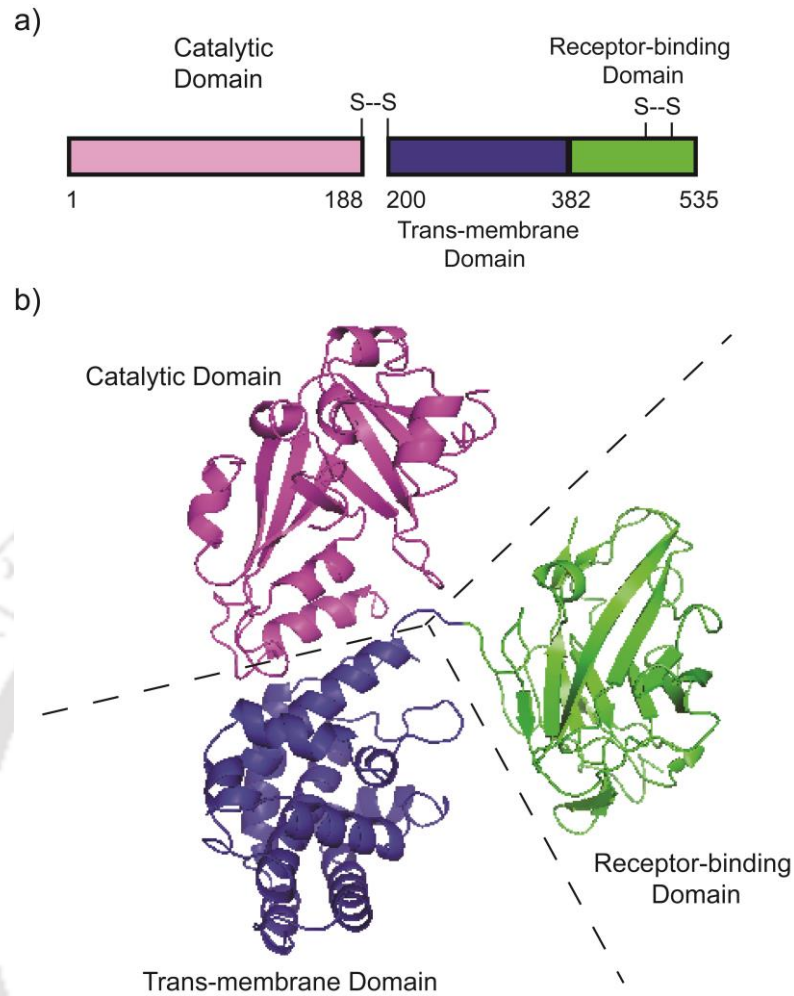 a)
Catalytic
Domain
Receptor-binding
Domain
S--S
S--S
1
188
200
382
535
Trans-membrane
Domain
b)
Catalytic Domain
Receptor-binding
Domain
Trans-membrane Domain